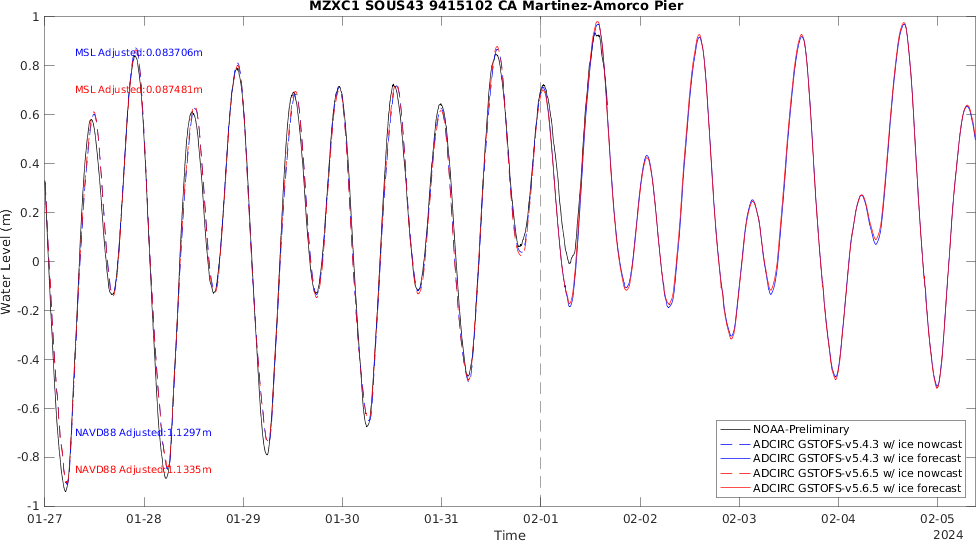 MZXC1 SOUS43 9415102 CA Martinez-Amorco Pier
1
0.8
0.6
0.4
0.2
0
-0.2
-0.4
-0.6
-0.8
-1
Water Level (m)
MSL Adjusted:0.083706m
MSL Adjusted:0.087481m
NAVD88 Adjusted:1.1297m
NAVD88 Adjusted:1.1335m
NOAA-Preliminary
ADCIRC GSTOFS-v5.4.3 w/ ice nowcast
ADCIRC GSTOFS-v5.4.3 w/ ice forecast
ADCIRC GSTOFS-v5.6.5 w/ ice nowcast
ADCIRC GSTOFS-v5.6.5 w/ ice forecast
01-27 01-28 01-29 01-30 01-31 02-01 02-02 02-03 02-04 02-05
Time
2024